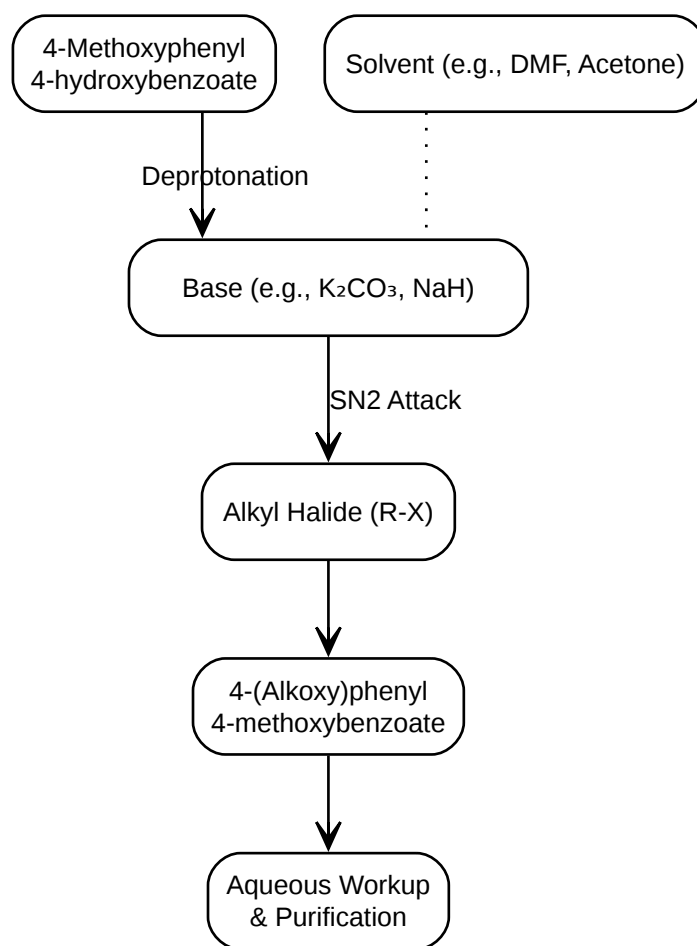 4-Methoxyphenyl
4-hydroxybenzoate
Solvent (e.g., DMF, Acetone)
Deprotonation
Base (e.g., K₂CO₃, NaH)
SN2 Attack
Alkyl Halide (R-X)
4-(Alkoxy)phenyl
4-methoxybenzoate
Aqueous Workup
& Purification